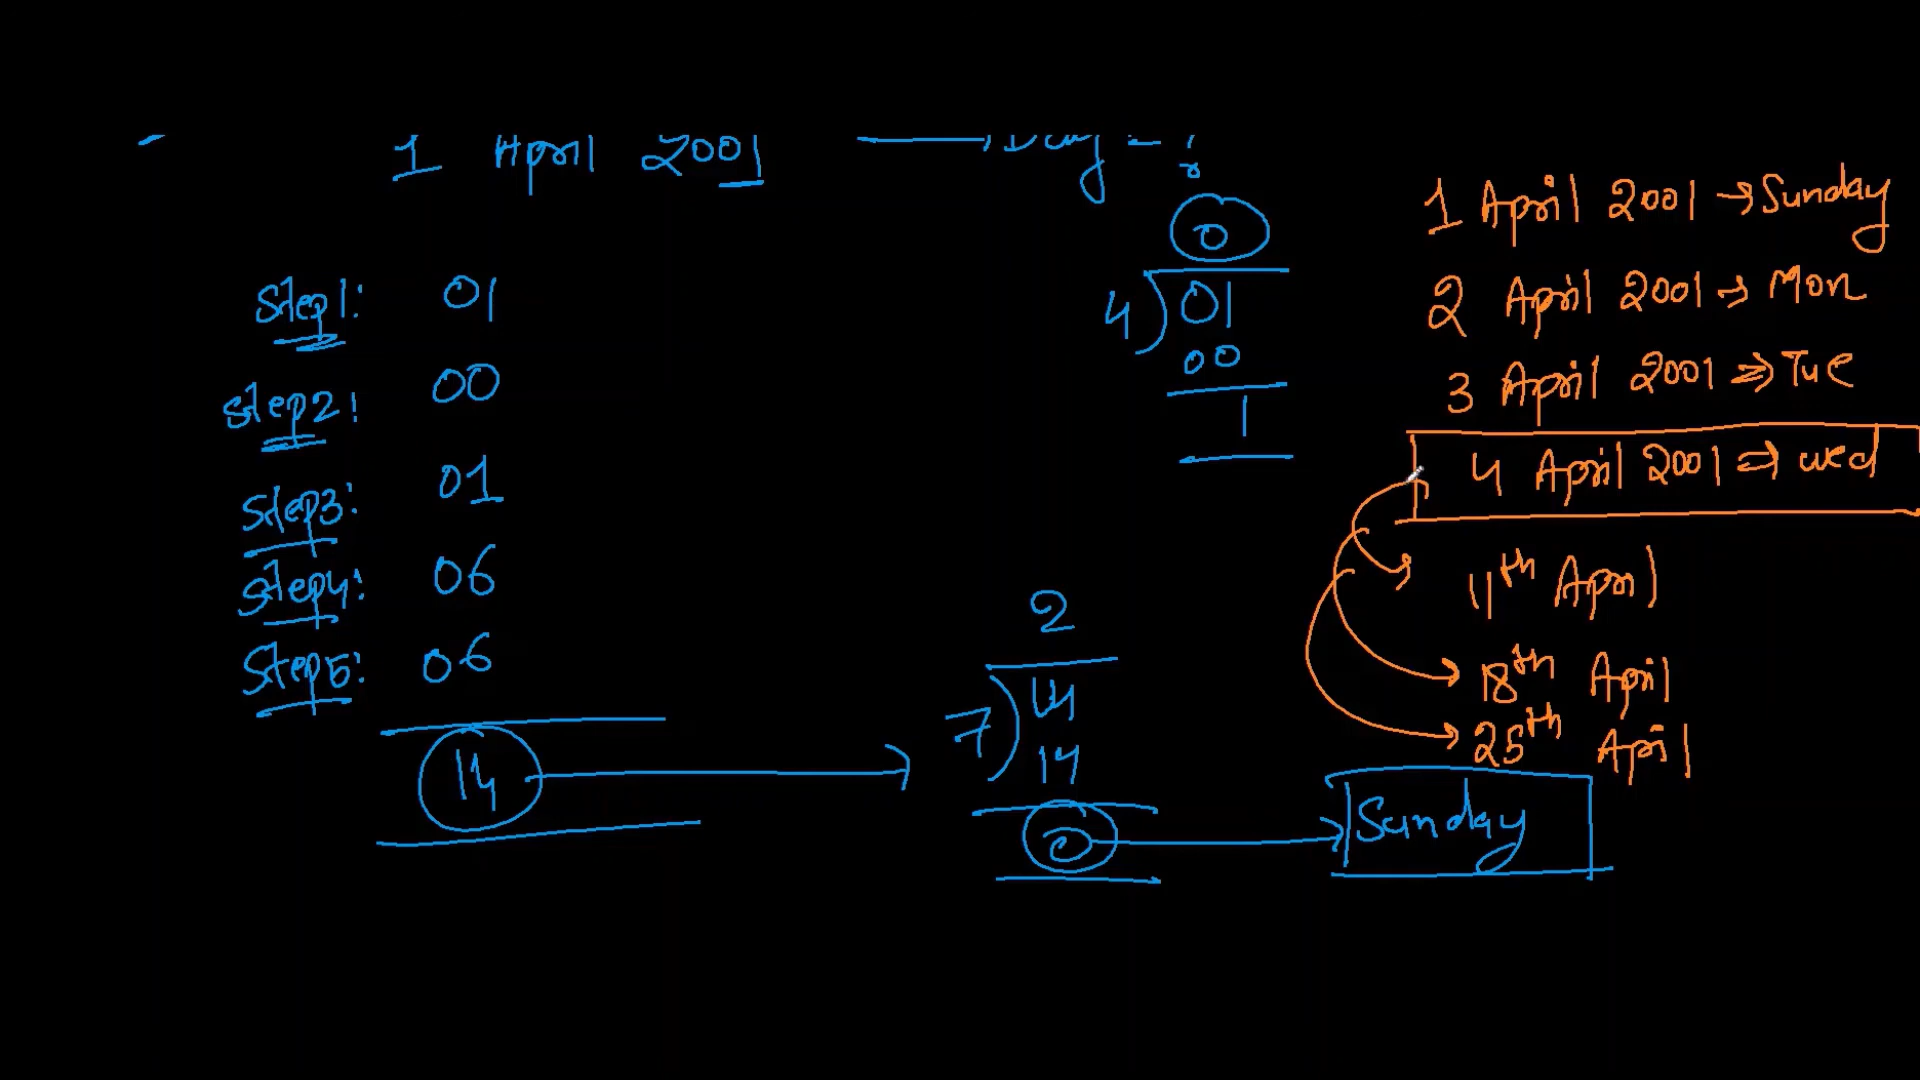 1 April 2001 → Day = ?
Step1: 01
Step2: 00
Step3: 01
Step4: 06
Step5: 06
14
0
4) 01
00
1
2
7) 14
14
0 → Sunday
1 April 2001 → Sunday
2 April 2001 → Mon
3 April 2001 ⇒ Tue
4 April 2001 ⇒ wed
11th April
18th April
25th April